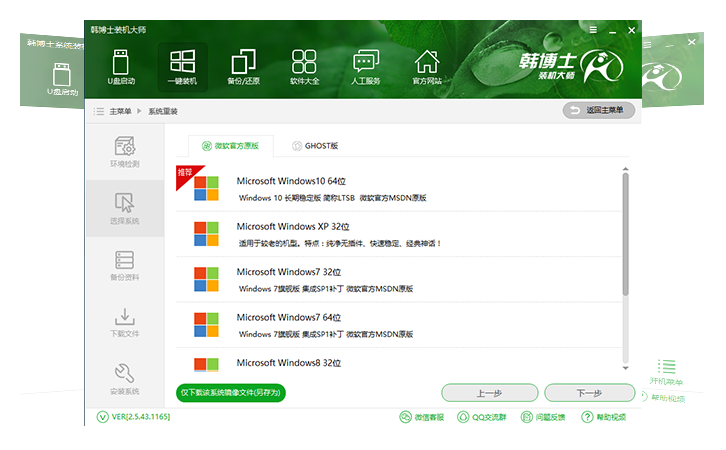 韩博士系统装机
韩博士装机大师
U盘启动
U盘启动
一键装机
备份/还原
软件大全
人工服务
官方网站
韩博士
装机大师
主菜单
系统重装
返回主菜单
环境检测
选择系统
备份资料
下载文件
安装系统
微软官方原版
GHOST版
推荐
Microsoft Windows10 64位
Windows 10 长期稳定版 简称LTSB 微软官方MSDN原版
Microsoft Windows XP 32位
适用于较老的机型。特点：纯净无插件、快速稳定、经典神话！
Microsoft Windows7 32位
Windows 7旗舰版 集成SP1补丁 微软官方MSDN原版
Microsoft Windows7 64位
Windows 7旗舰版 集成SP1补丁 微软官方MSDN原版
Microsoft Windows8 32位
仅下载该系统镜像文件(另存为)
上一步
下一步
开机菜单
帮助视频
VER[2.5.43.1165]
微信客服
QQ交流群
问题反馈
帮助视频